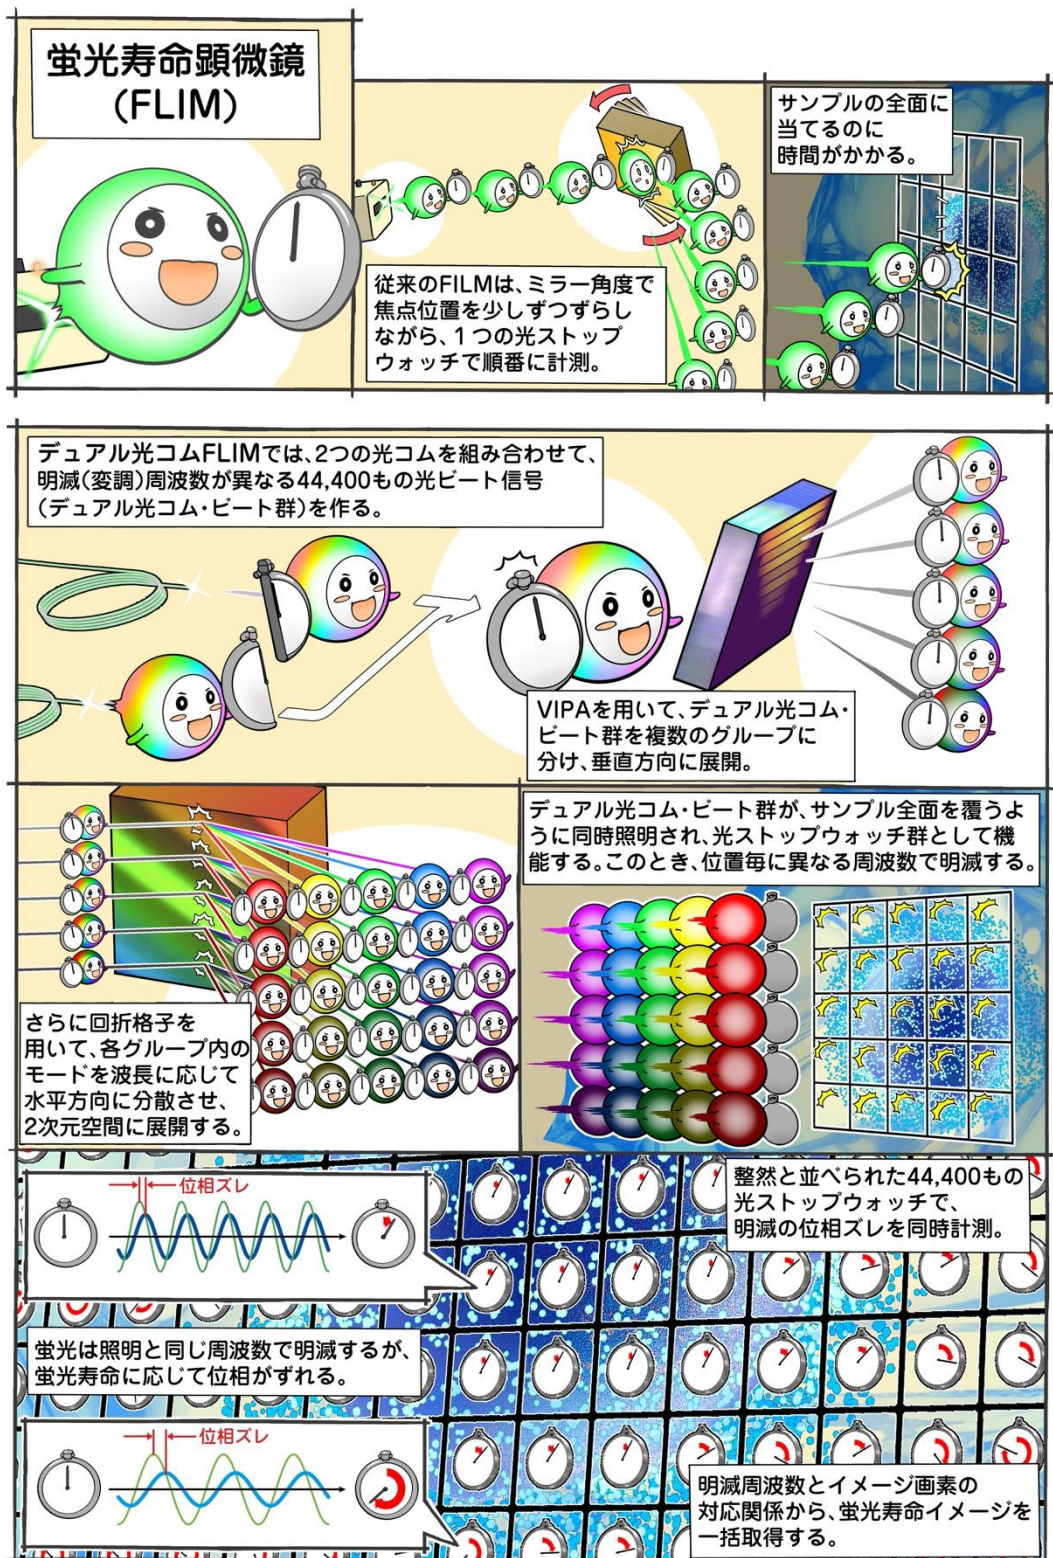 蛍光寿命顕微鏡
(FLIM)
従来のFILMは、ミラー角度で
焦点位置を少しずつずらし
ながら、1つの光ストップ
ウォッチで順番に計測。
サンプルの全面に
当てるのに
時間がかかる。
デュアル光コムFLIMでは、2つの光コムを組み合わせて、
明滅(変調)周波数が異なる44,400もの光ビート信号
(デュアル光コム・ビート群)を作る。
VIPAを用いて、デュアル光コム・
ビート群を複数のグループに
分け、垂直方向に展開。
さらに回折格子を
用いて、各グループ内の
モードを波長に応じて
水平方向に分散させ、
2次元空間に展開する。
デュアル光コム・ビート群が、サンプル全面を覆うよ
うに同時照明され、光ストップウォッチ群として機
能する。このとき、位置毎に異なる周波数で明滅する。
位相ズレ
整然と並べられた44,400もの
光ストップウォッチで、
明滅の位相ズレを同時計測。
蛍光は照明と同じ周波数で明滅するが、
蛍光寿命に応じて位相がずれる。
位相ズレ
明滅周波数とイメージ画素の
対応関係から、蛍光寿命イメージを
一括取得する。